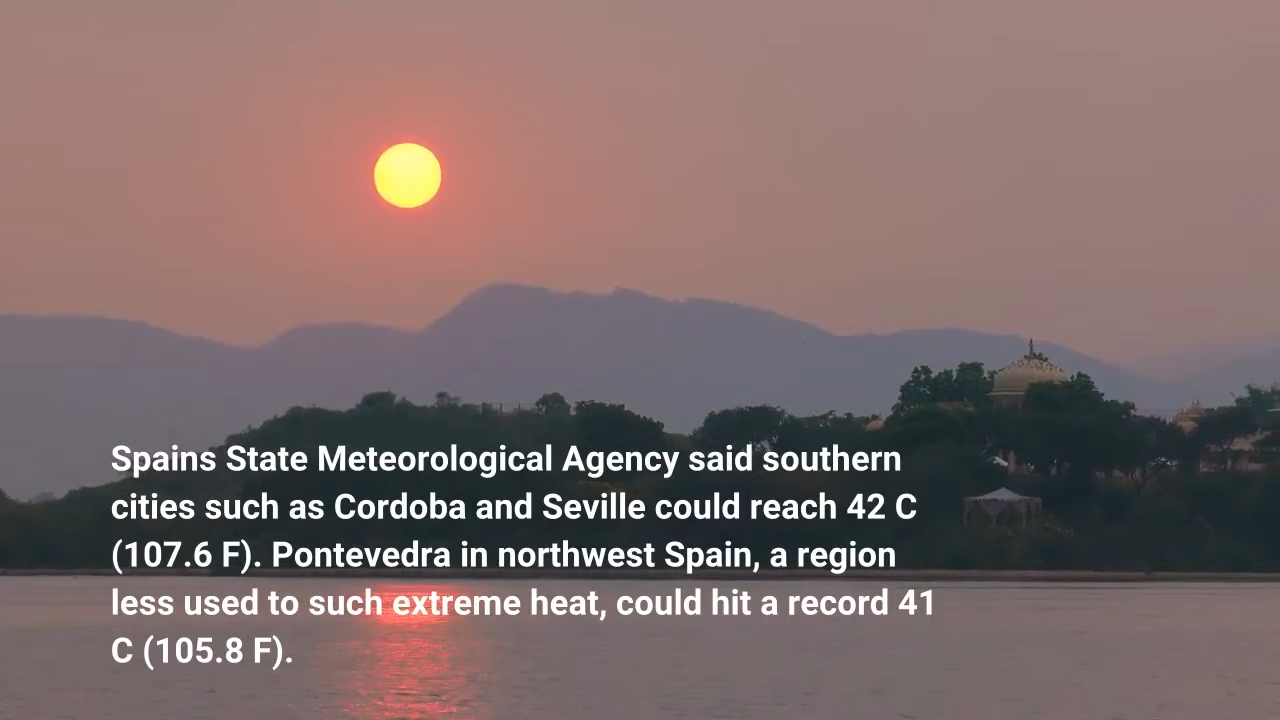 Spains State Meteorological Agency said southern
cities such as Cordoba and Seville could reach 42 C
(107.6 F). Pontevedra in northwest Spain, a region
less used to such extreme heat, could hit a record 41
C (105.8 F).